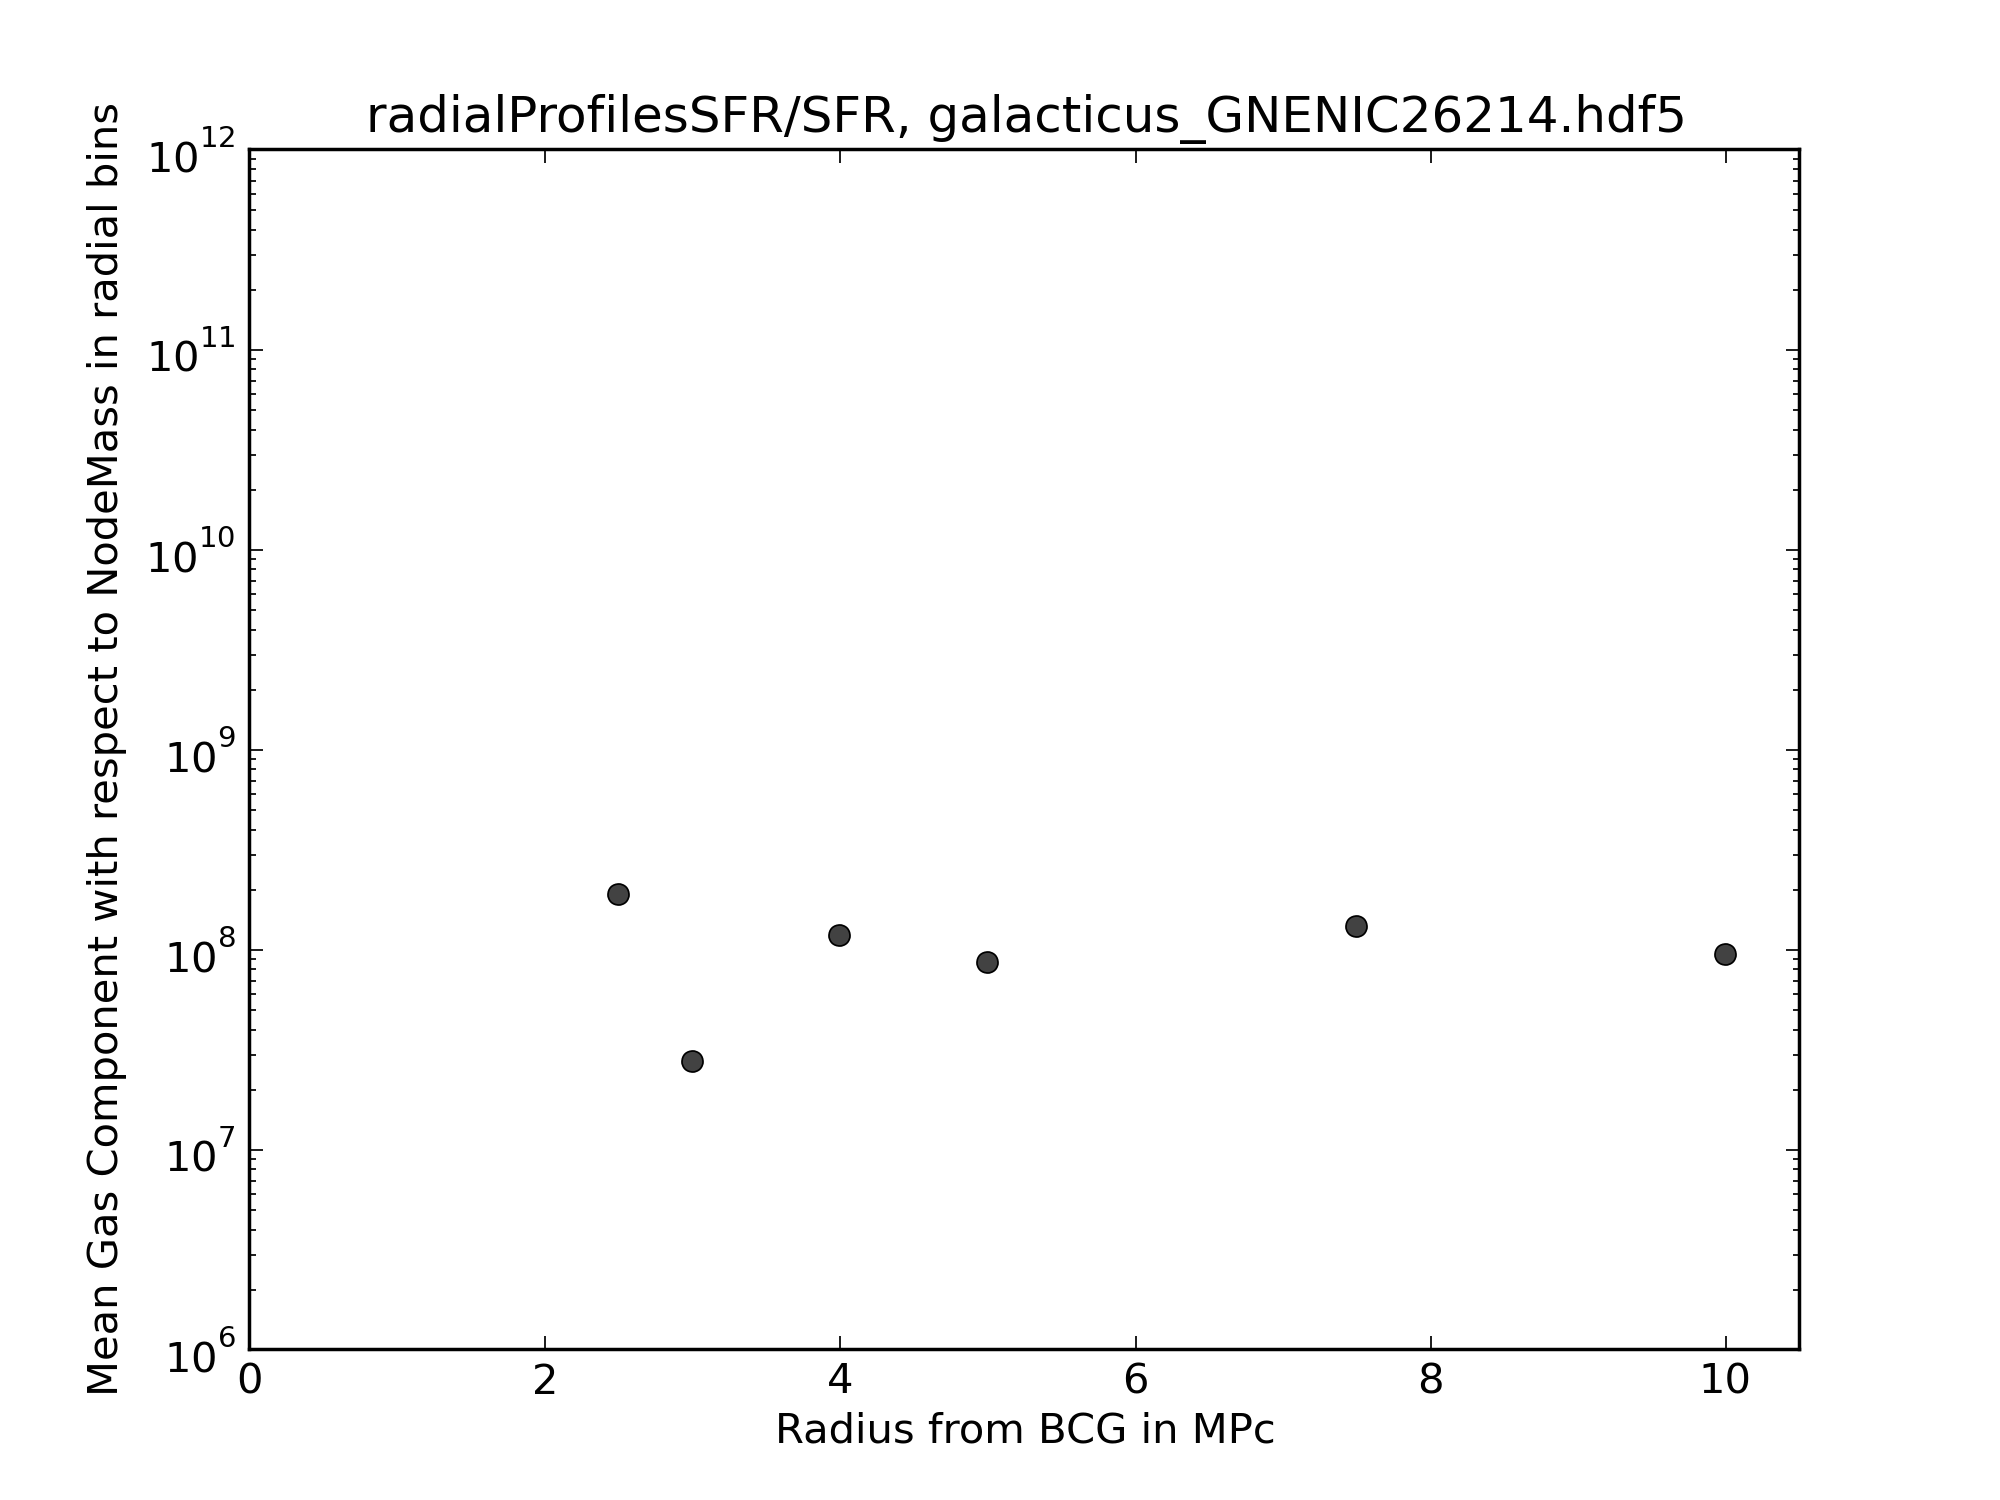 radialProfilesSFR/SFR, galacticus_GNENIC26214.hdf5
Mean Gas Component with respect to NodeMass in radial bins
10^12
10^11
10^10
10^9
10^8
10^7
10^6
0 2 4 6 8 10
Radius from BCG in MPc